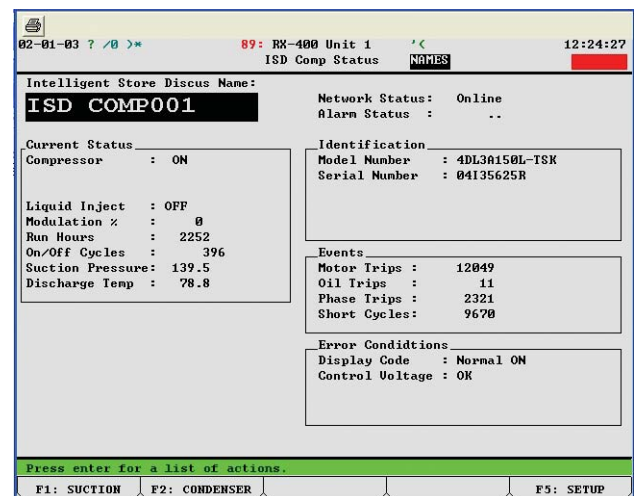 02-01-03 ? /0 )* 89: RX-400 Unit 1 '( 12:24:27
ISD Comp Status NAMES
Intelligent Store Discus Name:
ISD COMP001
Network Status: Online
Alarm Status : ..
Current Status
Compressor : ON
Liquid Inject : OFF
Modulation % : 0
Run Hours : 2252
On/Off Cycles : 396
Suction Pressure: 139.5
Discharge Temp : 78.8
Identification
Model Number : 4DL3A150L-TSK
Serial Number : 04I35625R
Events
Motor Trips : 12049
Oil Trips : 11
Phase Trips : 2321
Short Cycles: 9670
Error Condidtions
Display Code : Normal ON
Control Voltage : OK
Press enter for a list of actions.
F1: SUCTION F2: CONDENSER F5: SETUP